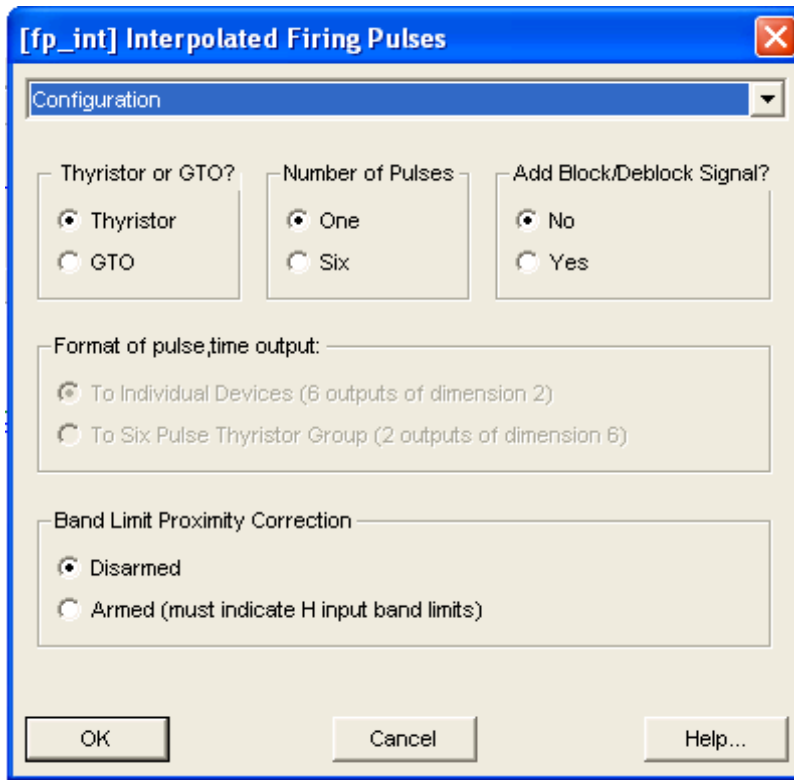 [fp_int] Interpolated Firing Pulses
Configuration
Thyristor or GTO?
Thyristor
GTO
Number of Pulses
One
Six
Add Block/Deblock Signal?
No
Yes
Format of pulse,time output:
To Individual Devices (6 outputs of dimension 2)
To Six Pulse Thyristor Group (2 outputs of dimension 6)
Band Limit Proximity Correction
Disarmed
Armed (must indicate H input band limits)
OK
Cancel
Help...